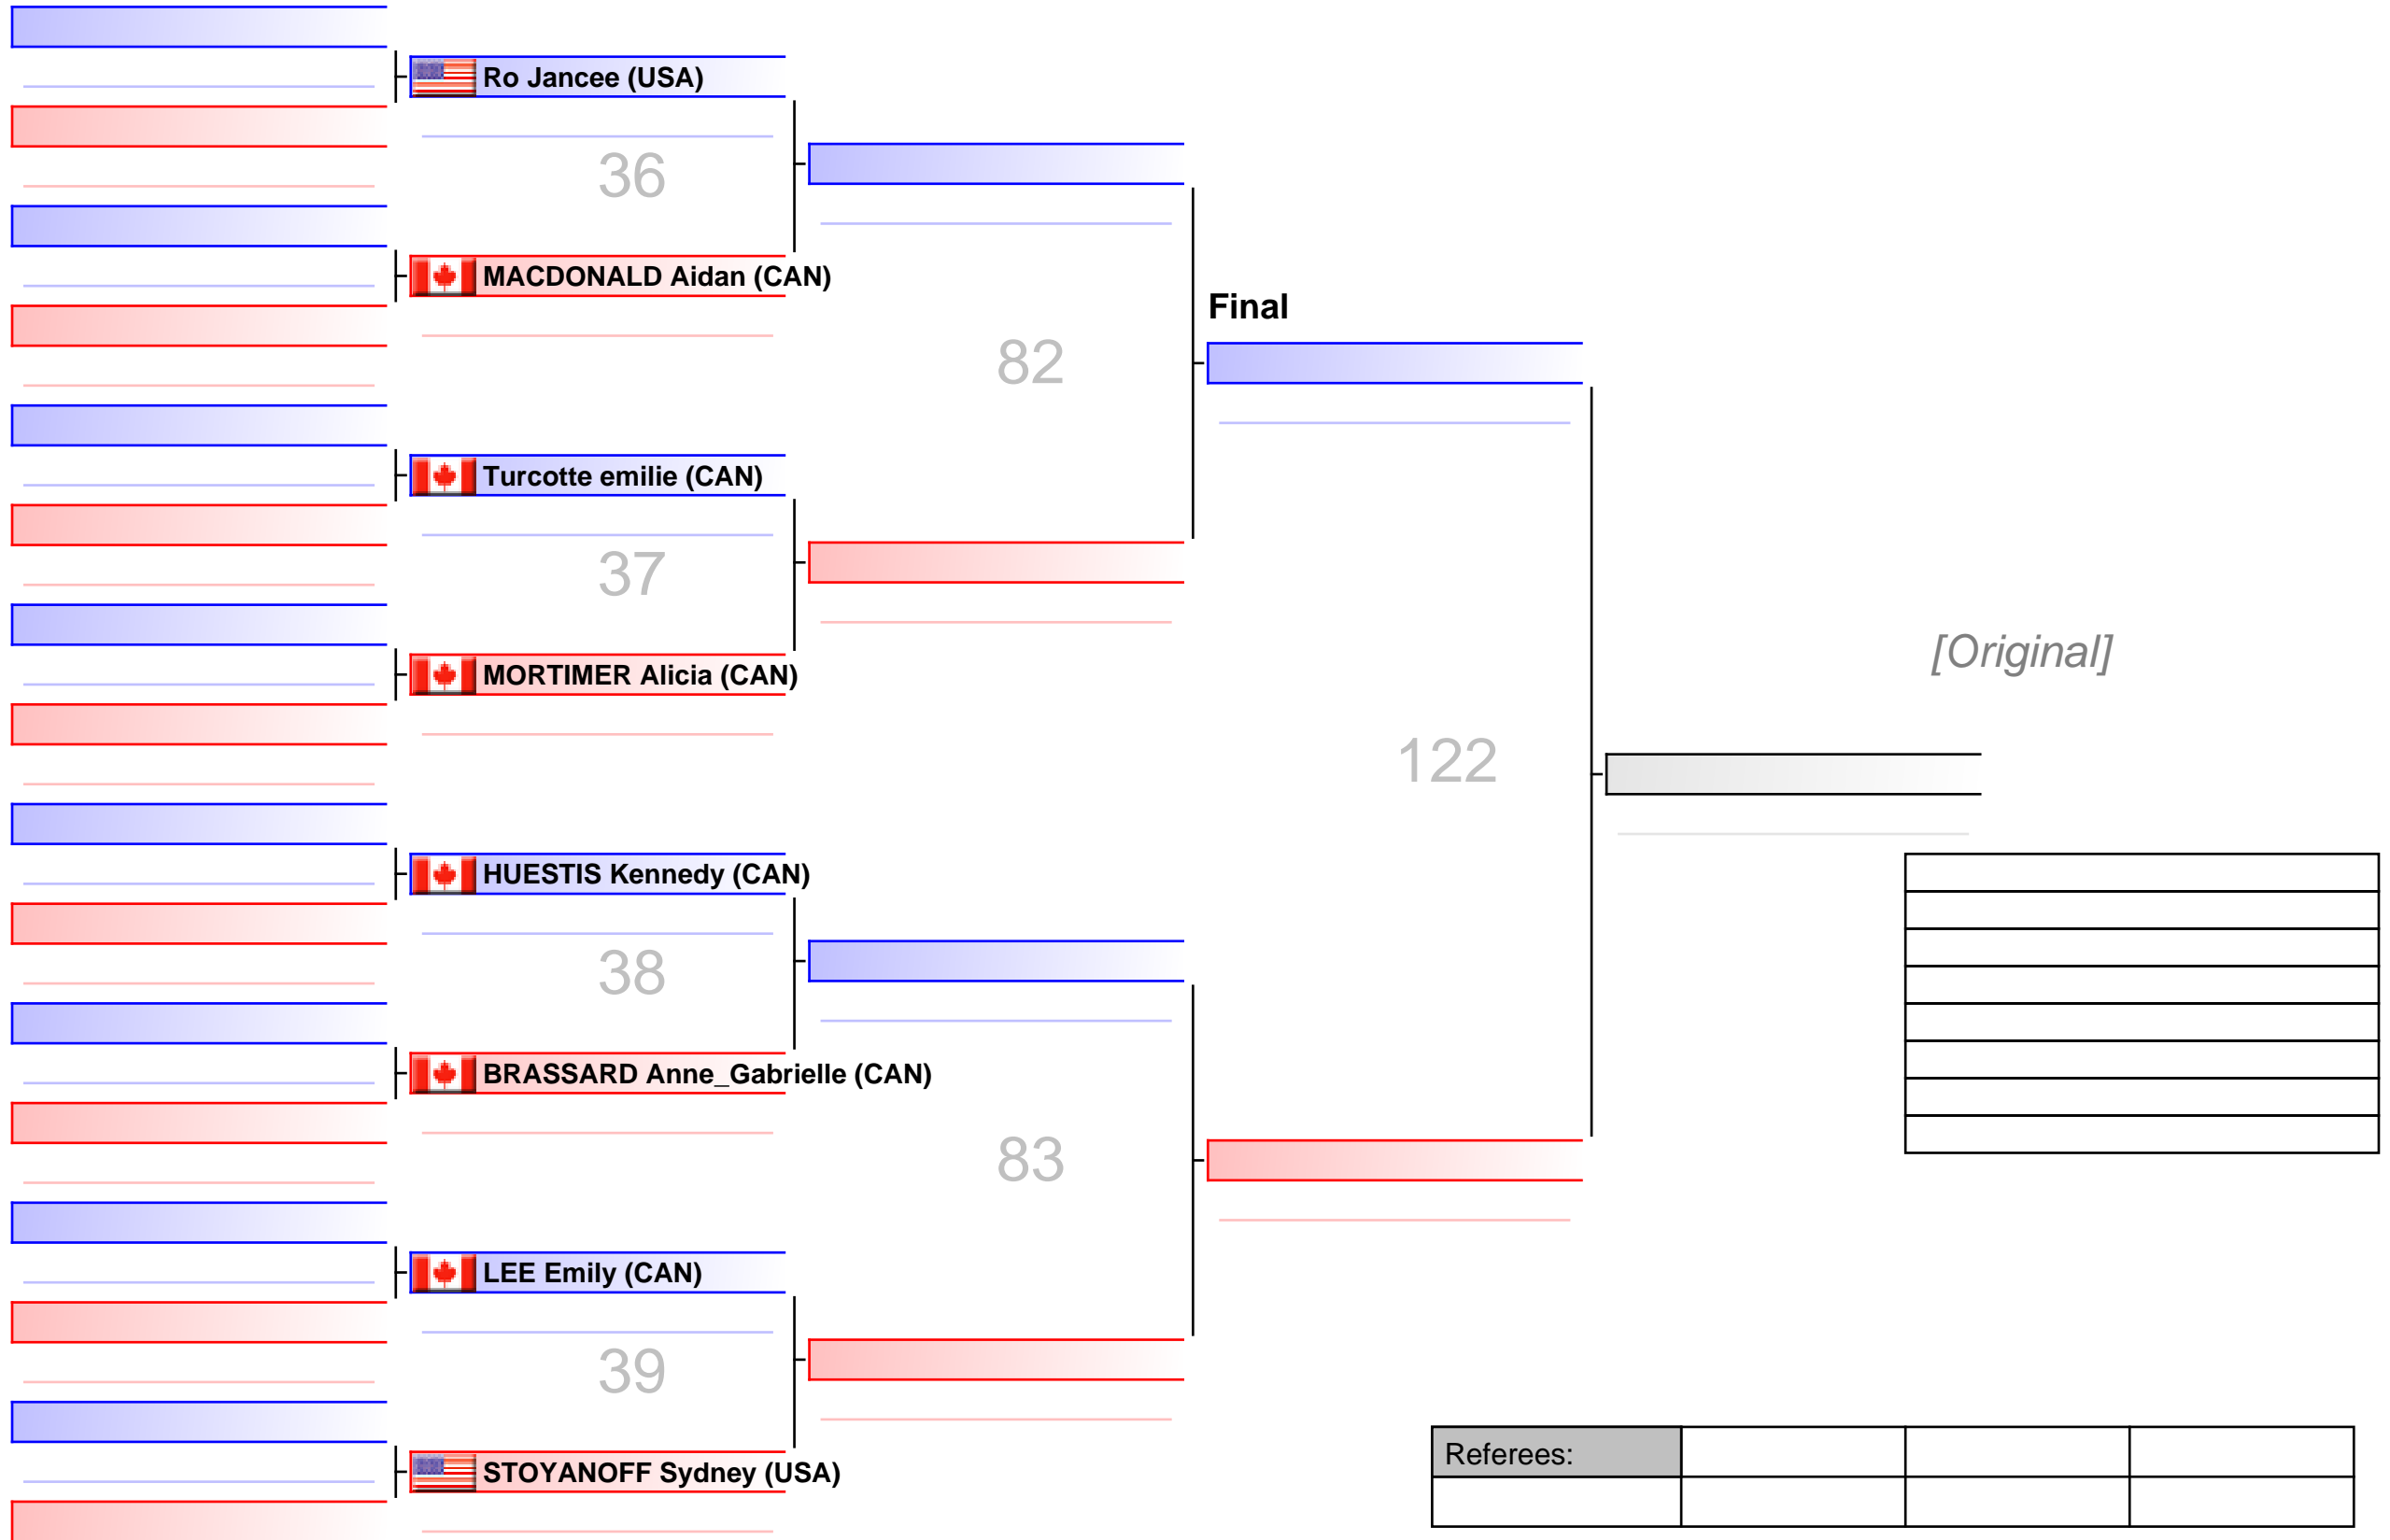 Ro Jancee (USA)
36
MACDONALD Aidan (CAN)
82
Final
Turcotte emilie (CAN)
37
MORTIMER Alicia (CAN)
[Original]
122
HUESTIS Kennedy (CAN)
38
BRASSARD Anne_Gabrielle (CAN)
83
LEE Emily (CAN)
39
STOYANOFF Sydney (USA)
Referees: